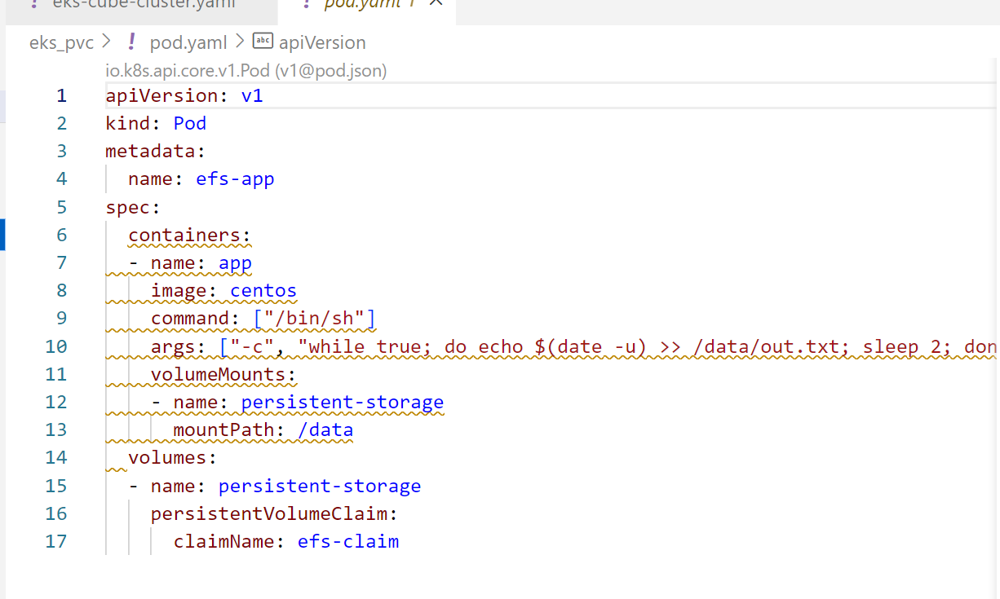 ! eks-cube-cluster.yaml ! pod.yaml 1
eks_pvc > ! pod.yaml > abc apiVersion
io.k8s.api.core.v1.Pod (v1@pod.json)
1 apiVersion: v1
2 kind: Pod
3 metadata:
4 name: efs-app
5 spec:
6 containers:
7 - name: app
8 image: centos
9 command: ["/bin/sh"]
10 args: ["-c", "while true; do echo $(date -u) >> /data/out.txt; sleep 2; don
11 volumeMounts:
12 - name: persistent-storage
13 mountPath: /data
14 volumes:
15 - name: persistent-storage
16 persistentVolumeClaim:
17 claimName: efs-claim